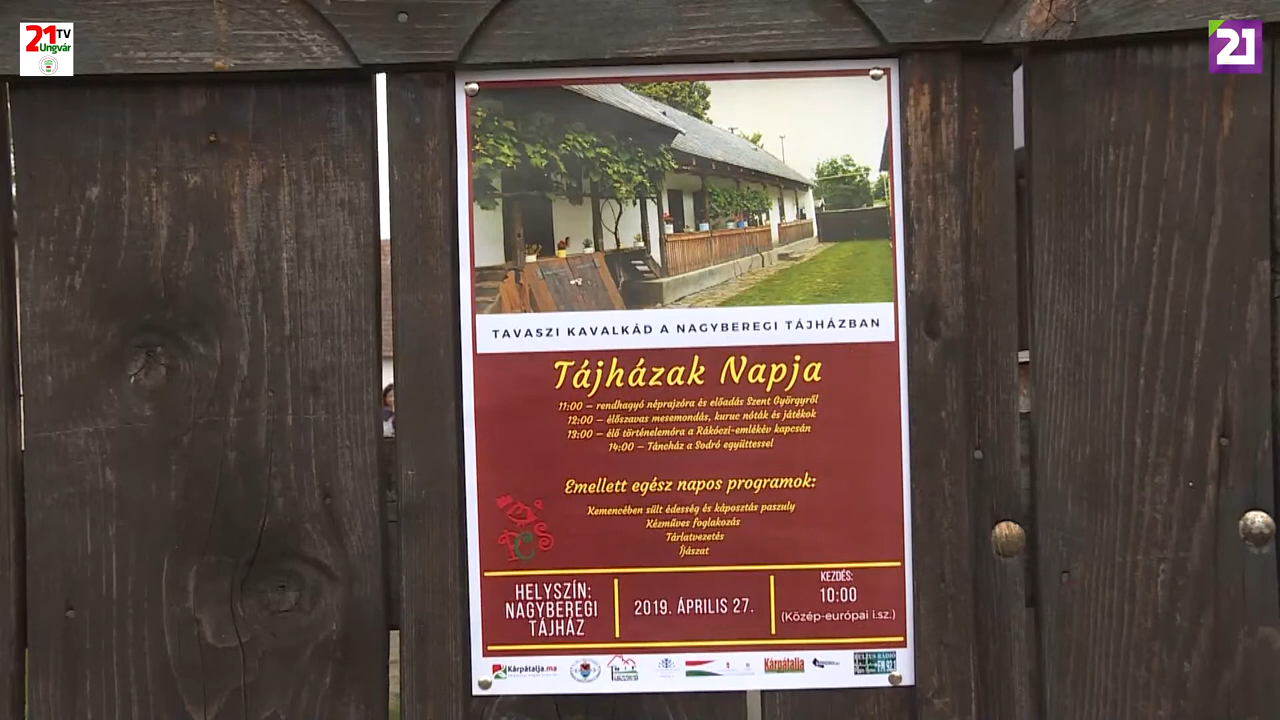 21 TV
Ungvár
21
TAVASZI KAVALKÁD A NAGYBEREGI TÁJHÁZBAN
Tájházak Napja
11:00 – rendhagyó néprajzóra és előadás Szent Györgyről
12:00 – élőszavas mesemondás, kuruc nóták és játékok
13:00 – élő történelemóra a Rákóczi-emlékév kapcsán
14:00 – Táncház a Sodró együttessel
Emellett egész napos programok:
Kemencében sült édesség és káposztás paszuly
Kézműves foglakozás
Tárlatvezetés
Íjászat
HELYSZÍN:
NAGYBEREGI
TÁJHÁZ
2019. ÁPRILIS 27.
KEZDÉS:
10:00
(Közép-európai i.sz.)
Kárpátalja.ma
Kárpátalja